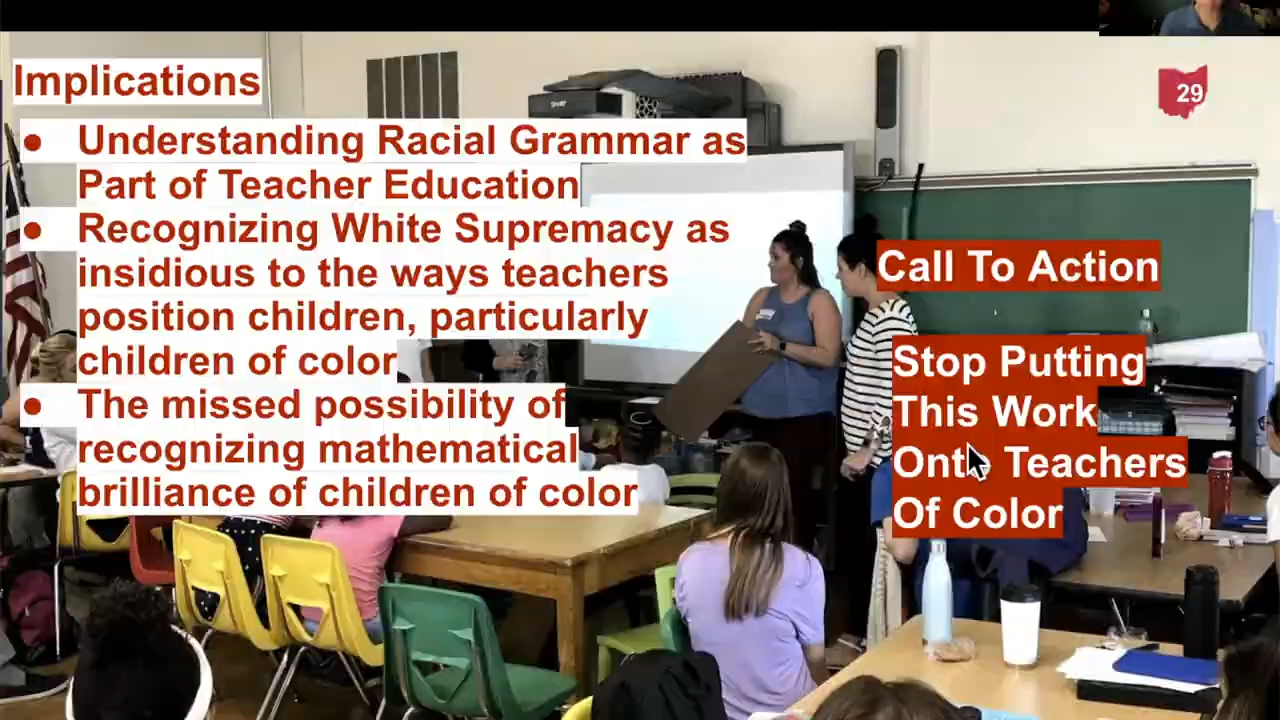 Implications
● Understanding Racial Grammar as
Part of Teacher Education
● Recognizing White Supremacy as
insidious to the ways teachers
position children, particularly
children of color
● The missed possibility of
recognizing mathematical
brilliance of children of color
29
Call To Action
Stop Putting
This Work
Onto Teachers
Of Color